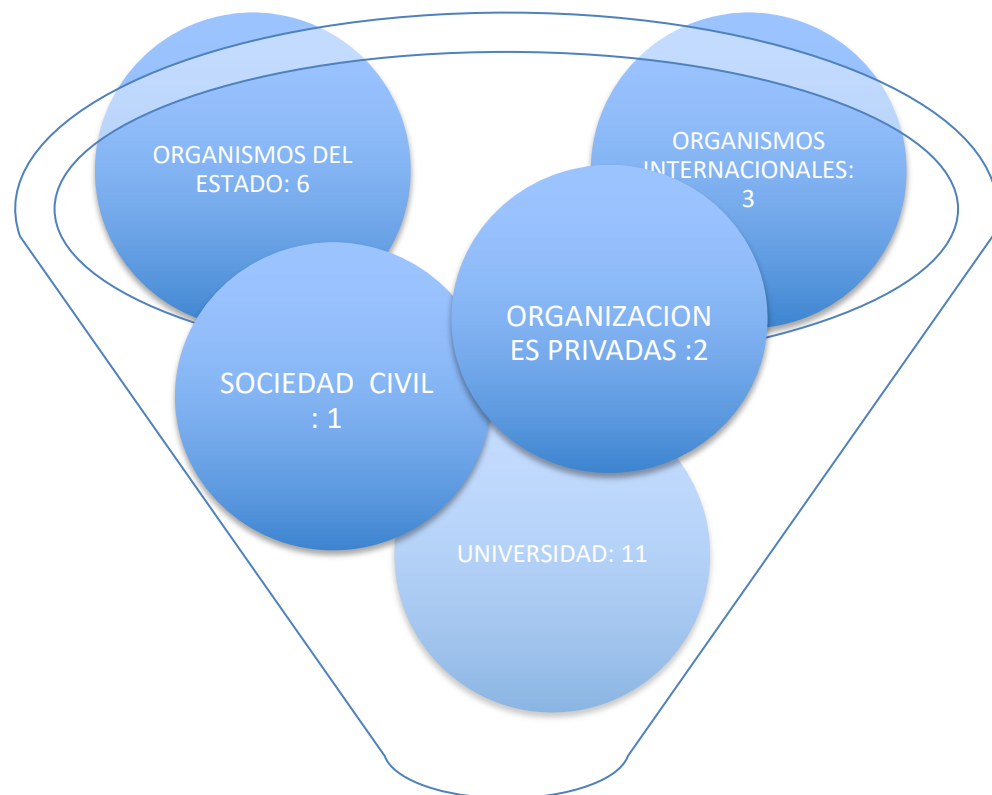 ORGANISMOS DEL
ESTADO: 6
ORGANISMOS
INTERNACIONALES:
3
ORGANIZACION
ES PRIVADAS :2
SOCIEDAD  CIVIL
: 1
UNIVERSIDAD: 11